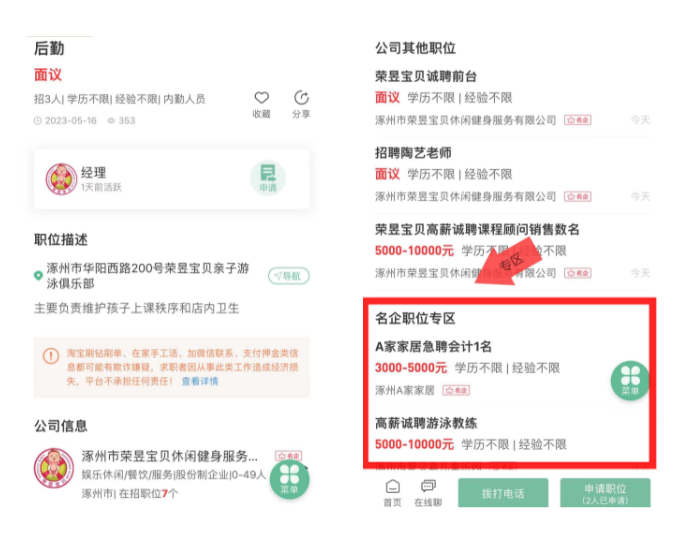 后勤
面议
招3人| 学历不限| 经验不限| 内勤人员
收藏
分享
2023-05-16
353
经理
1天前活跃
申请
职位描述
涿州市华阳西路200号荣昱宝贝亲子游
泳俱乐部
导航
主要负责维护孩子上课秩序和店内卫生
淘宝刷钻刷单、在家手工活、加微信联系、支付押金类信
息都可能有欺诈嫌疑，求职者因从事此类工作造成经济损
失，平台不承担任何责任！ 查看详情
公司信息
涿州市荣昱宝贝休闲健身服务... 名企
娱乐休闲/餐饮/服务|股份制企业|0-49人
涿州市| 在招职位7个
菜单
公司其他职位
荣昱宝贝诚聘前台
面议 学历不限 | 经验不限
涿州市荣昱宝贝休闲健身服务有限公司 名企 今天
招聘陶艺老师
面议 学历不限 | 经验不限
涿州市荣昱宝贝休闲健身服务有限公司 名企 今天
荣昱宝贝高薪诚聘课程顾问销售数名
5000-10000元 学历不限 | 经验不限
专区
涿州市荣昱宝贝休闲健身服务有限公司 名企 今天
名企职位专区
A家家居急聘会计1名
3000-5000元 学历不限 | 经验不限
涿州A家家居 名企
菜单
高薪诚聘游泳教练
5000-10000元 学历不限 | 经验不限
首页
在线聊
拨打电话
申请职位
(2人已申请)